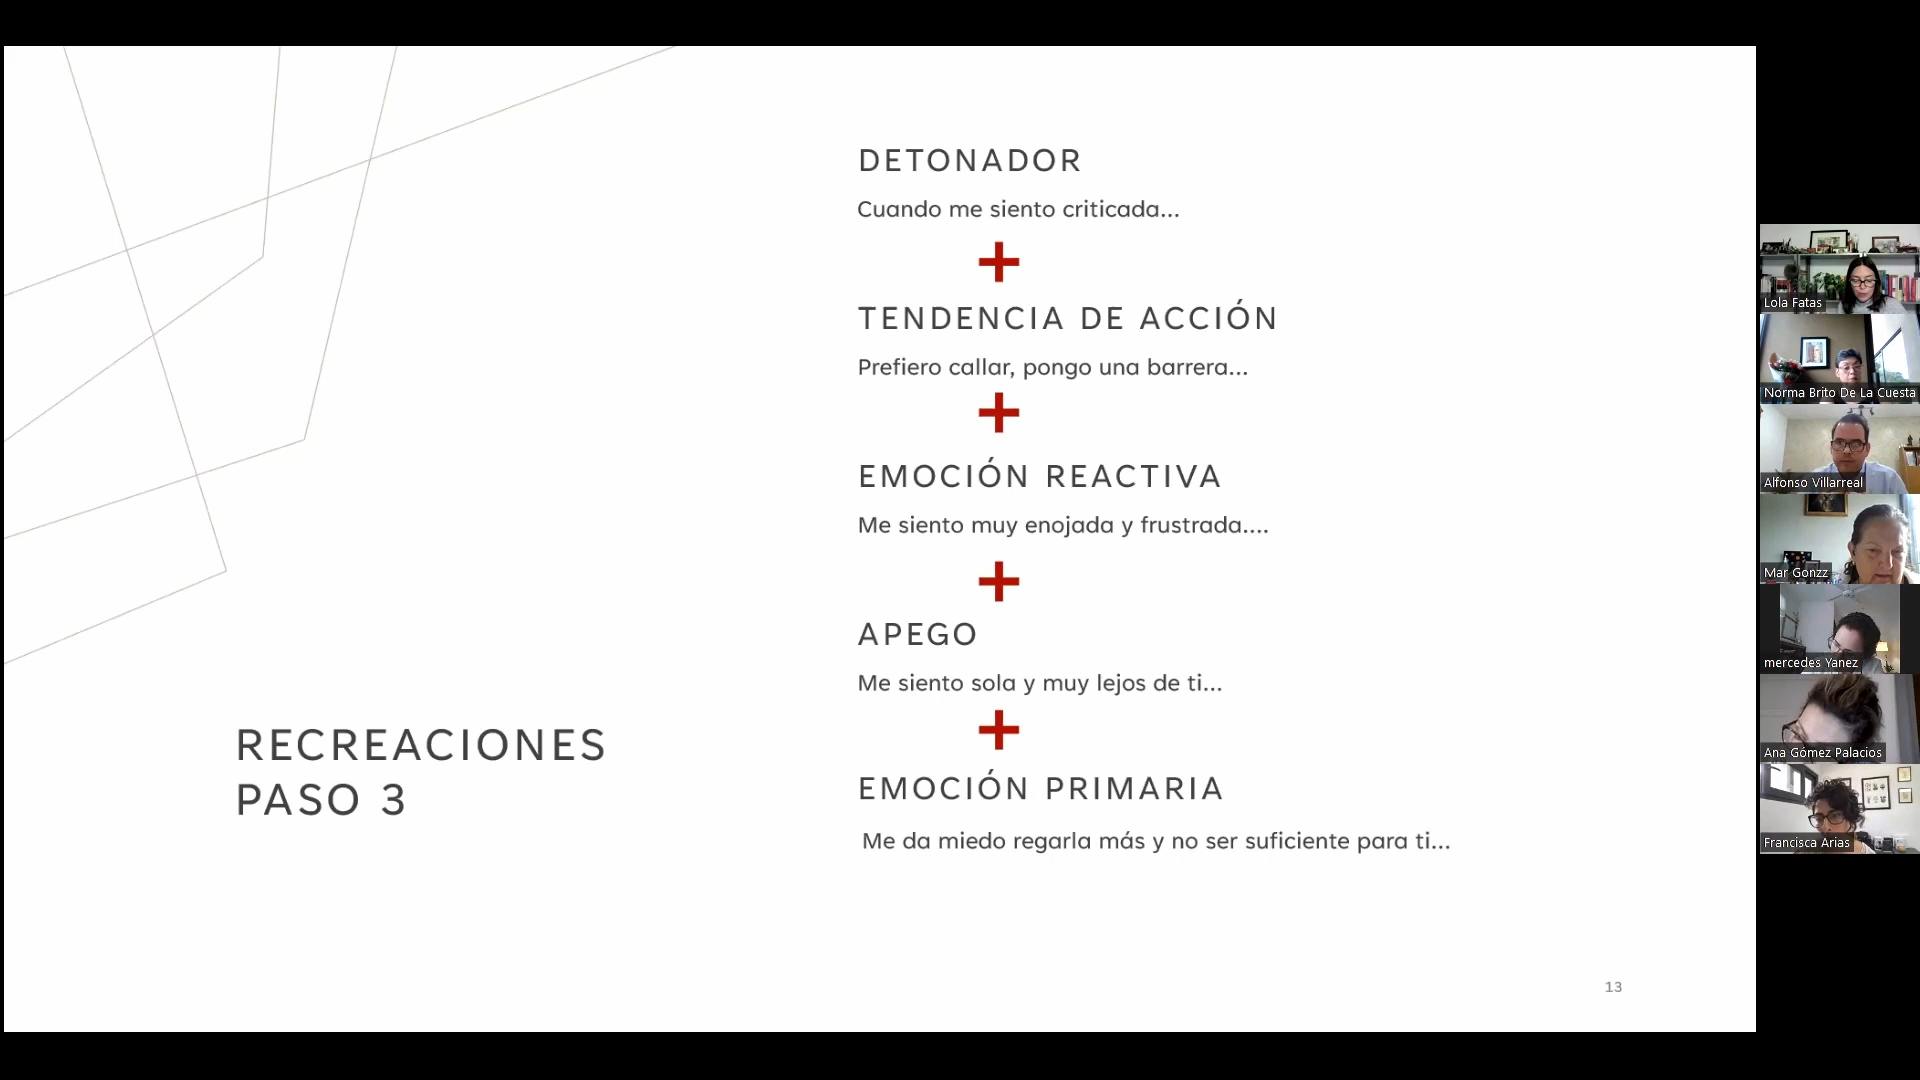 RECREACIONES
PASO 3
DETONADOR
Cuando me siento criticada...
+
TENDENCIA DE ACCIÓN
Prefiero callar, pongo una barrera...
+
EMOCIÓN REACTIVA
Me siento muy enojada y frustrada....
+
APEGO
Me siento sola y muy lejos de ti...
+
EMOCIÓN PRIMARIA
Me da miedo regarla más y no ser suficiente para ti...
13
Lola Fatas
Norma Brito De La Cuesta
Alfonso Villarreal
Mar Gonzz
mercedes Yanez
Ana Gómez Palacios
Francisca Arias